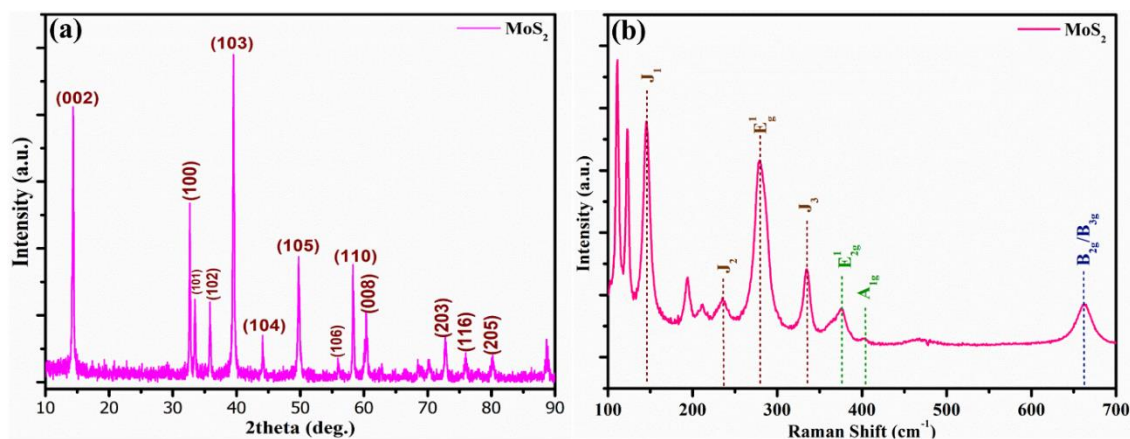 (a)
MoS₂
(002)
(100)
(101)
(102)
(103)
(104)
(105)
(106)
(110)
(008)
(203)
(116)
(205)
Intensity (a.u.)
10 20 30 40 50 60 70 80 90
2theta (deg.)
(b)
MoS₂
J₁
J₂
E¹g
J₃
E¹2g
A1g
B2g/B3g
Intensity (a.u.)
100 200 300 400 500 600 700
Raman Shift (cm⁻¹)